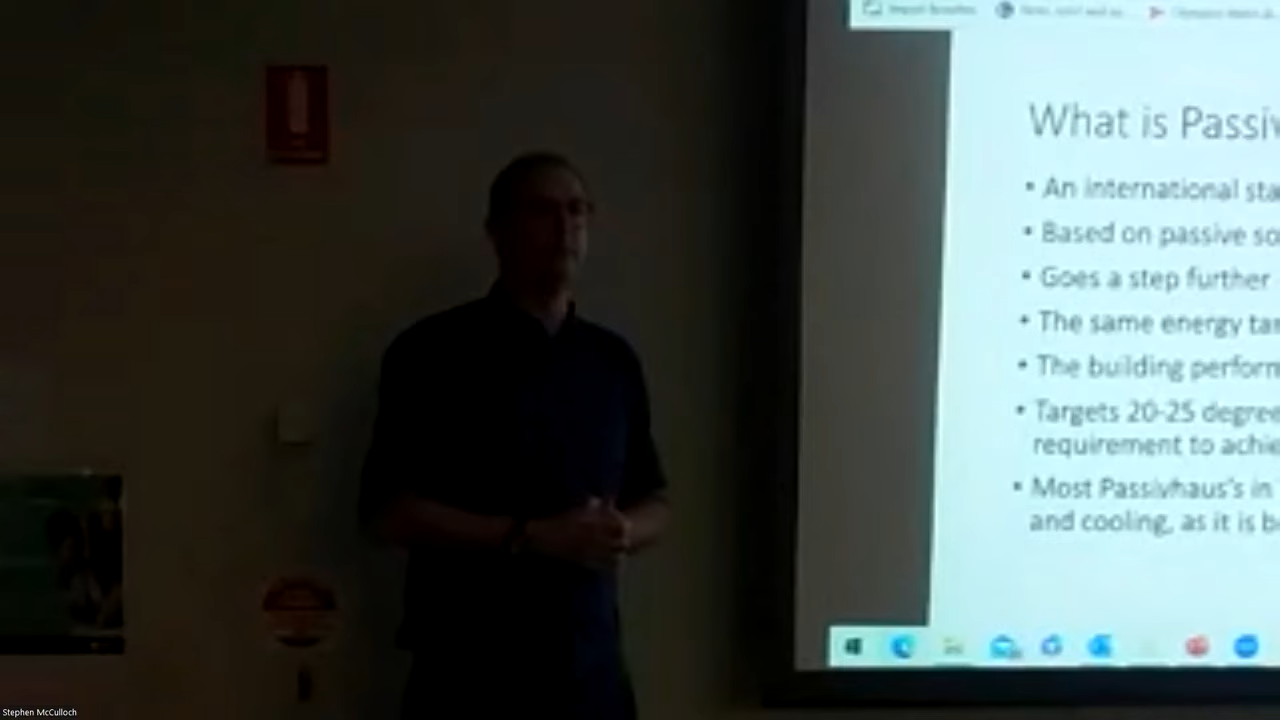 What is Passiv
• An international sta
• Based on passive so
• Goes a step further
• The same energy tar
• The building perform
• Targets 20-25 degree
requirement to achie
• Most Passivhaus's in
and cooling, as it is b
Stephen McCulloch